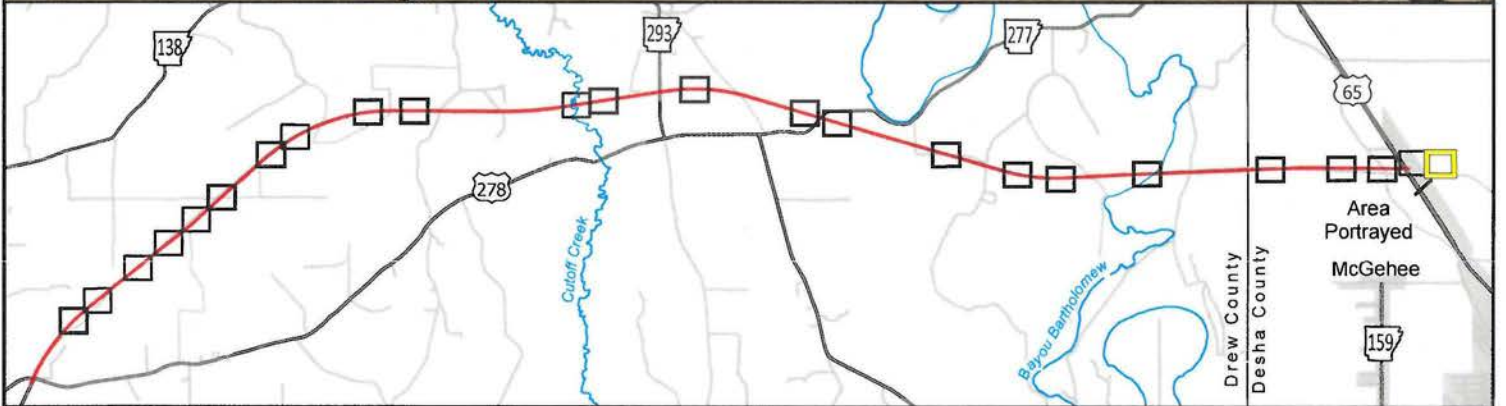 138
293
277
65
278
Cutoff Creek
Bayou Bartholomew
Drew County
Desha County
Area
Portrayed
McGehee
159